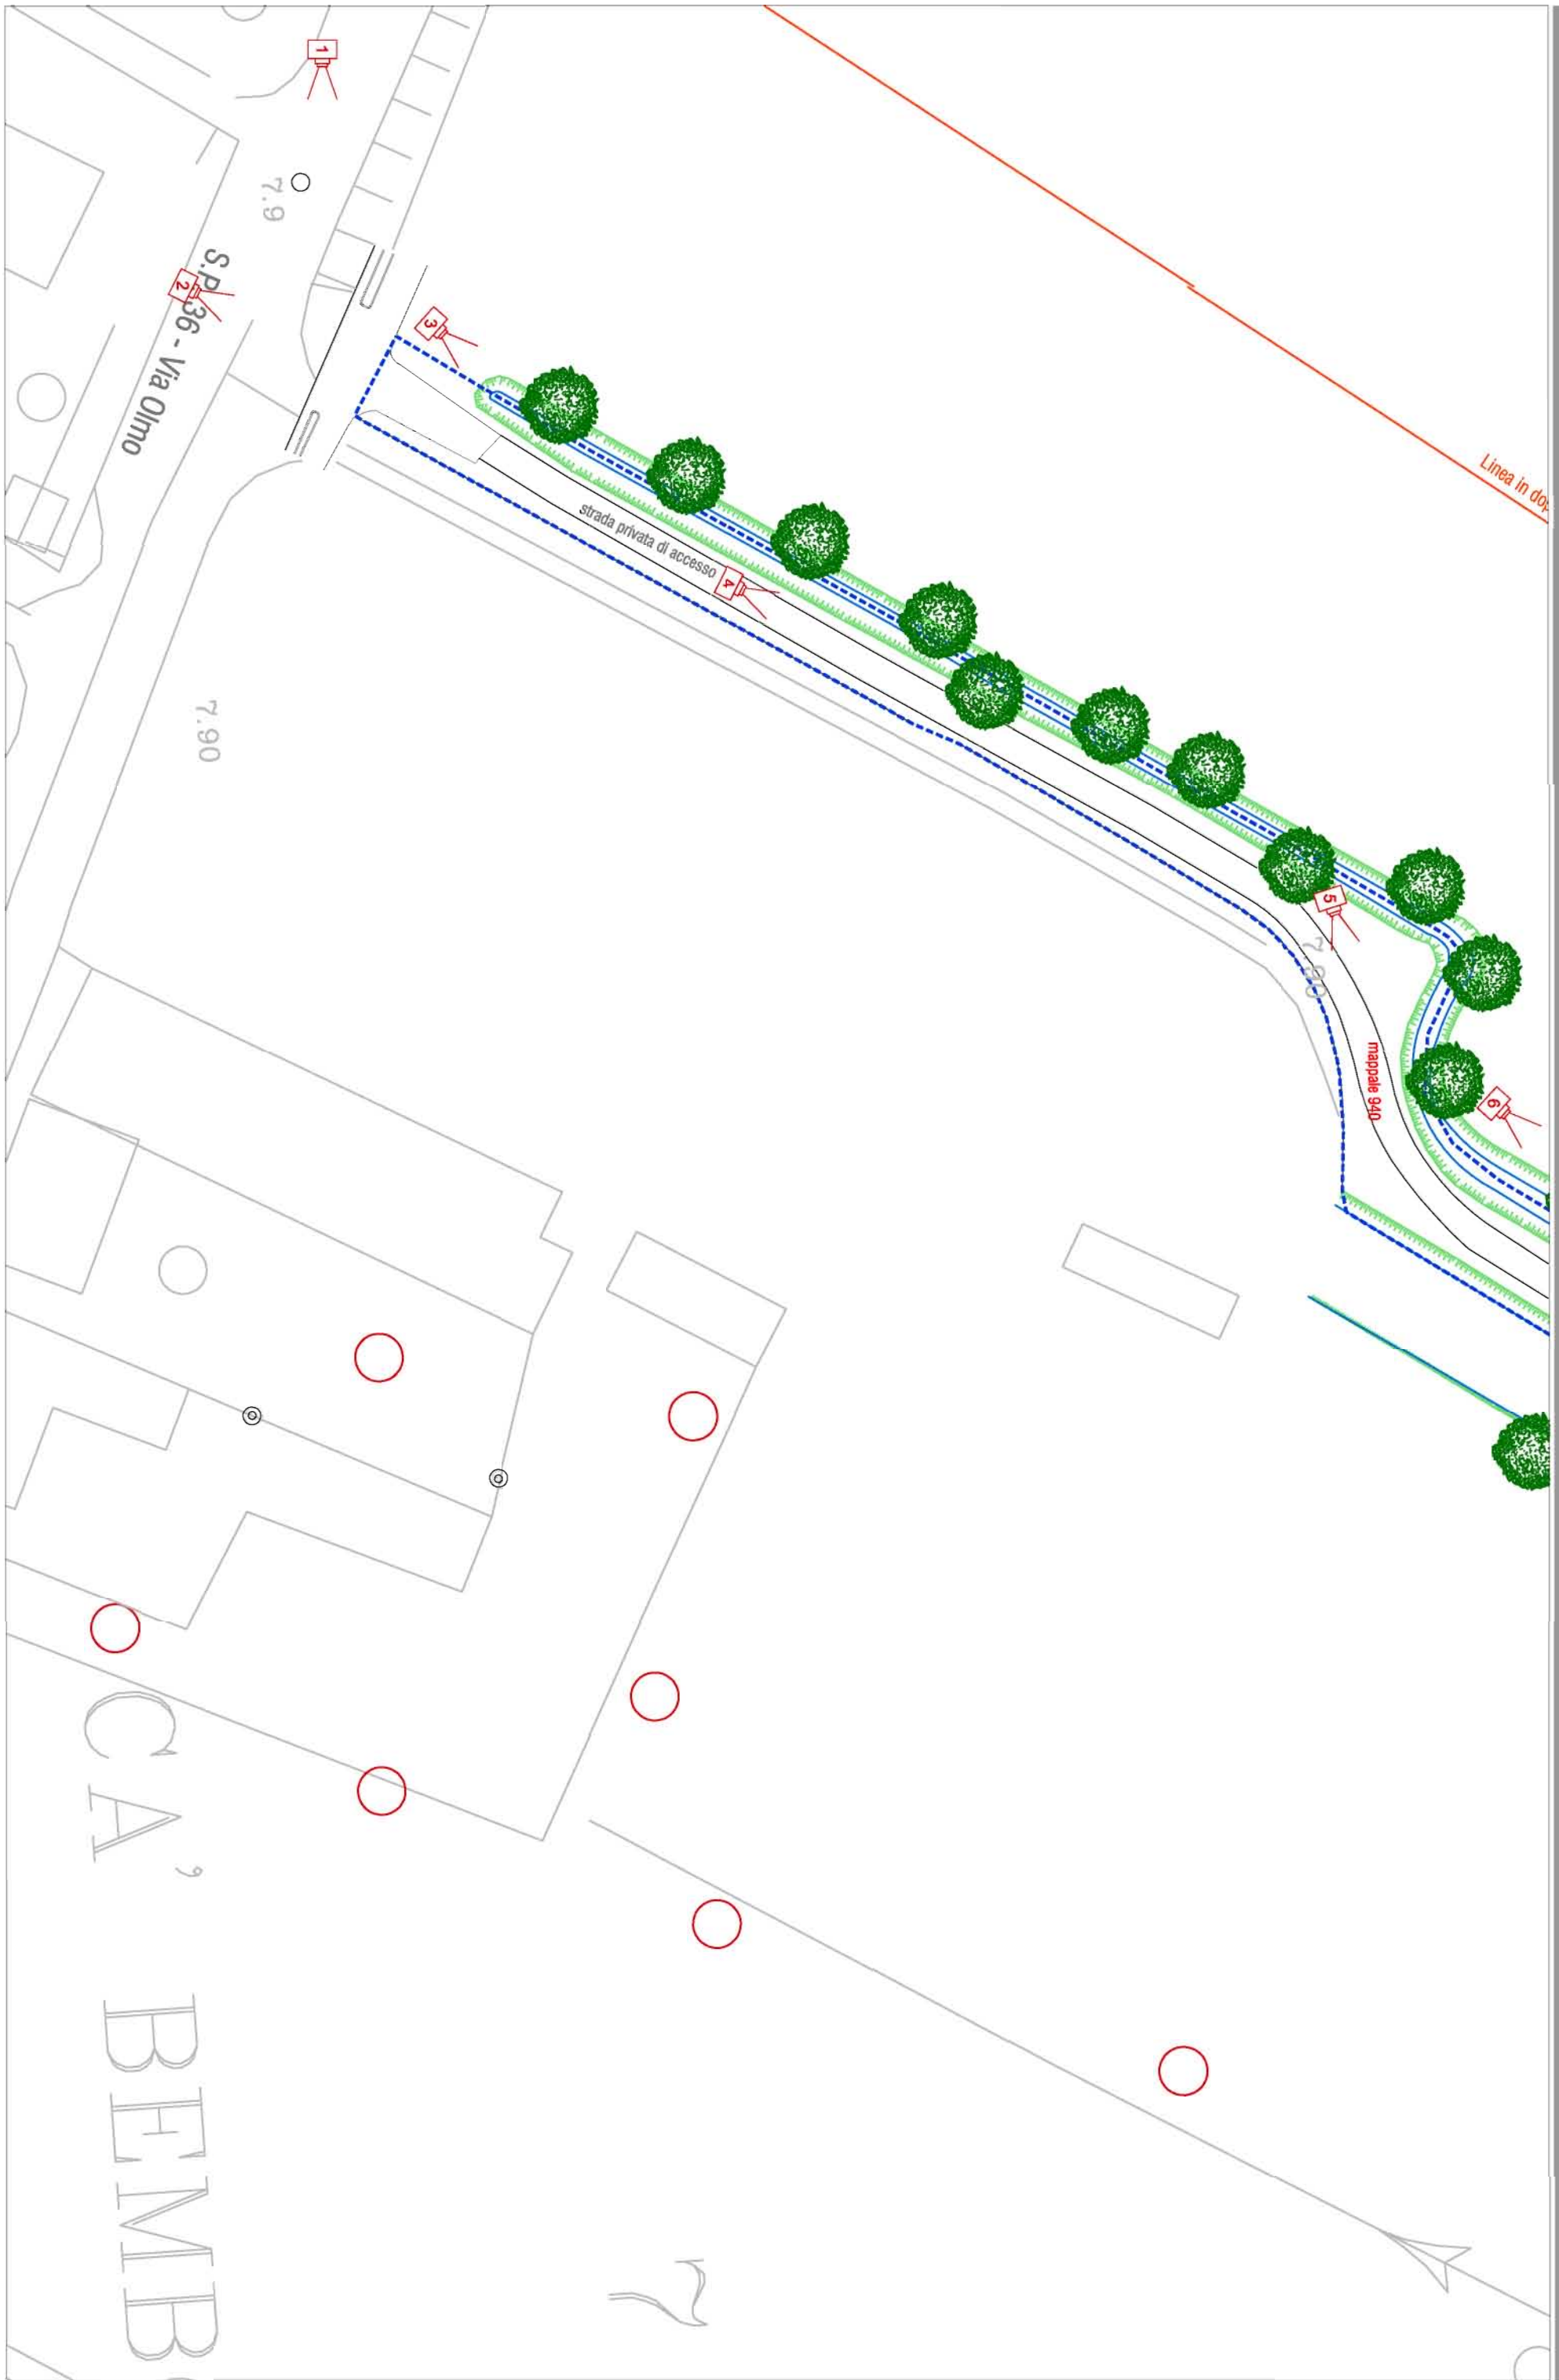 1
7.9
2
S.P. 36 - Via Olmo
3
Linea in dop
strada privata di accesso
4
7.90
5
7.90
mappale 940
6
CA' BEMB